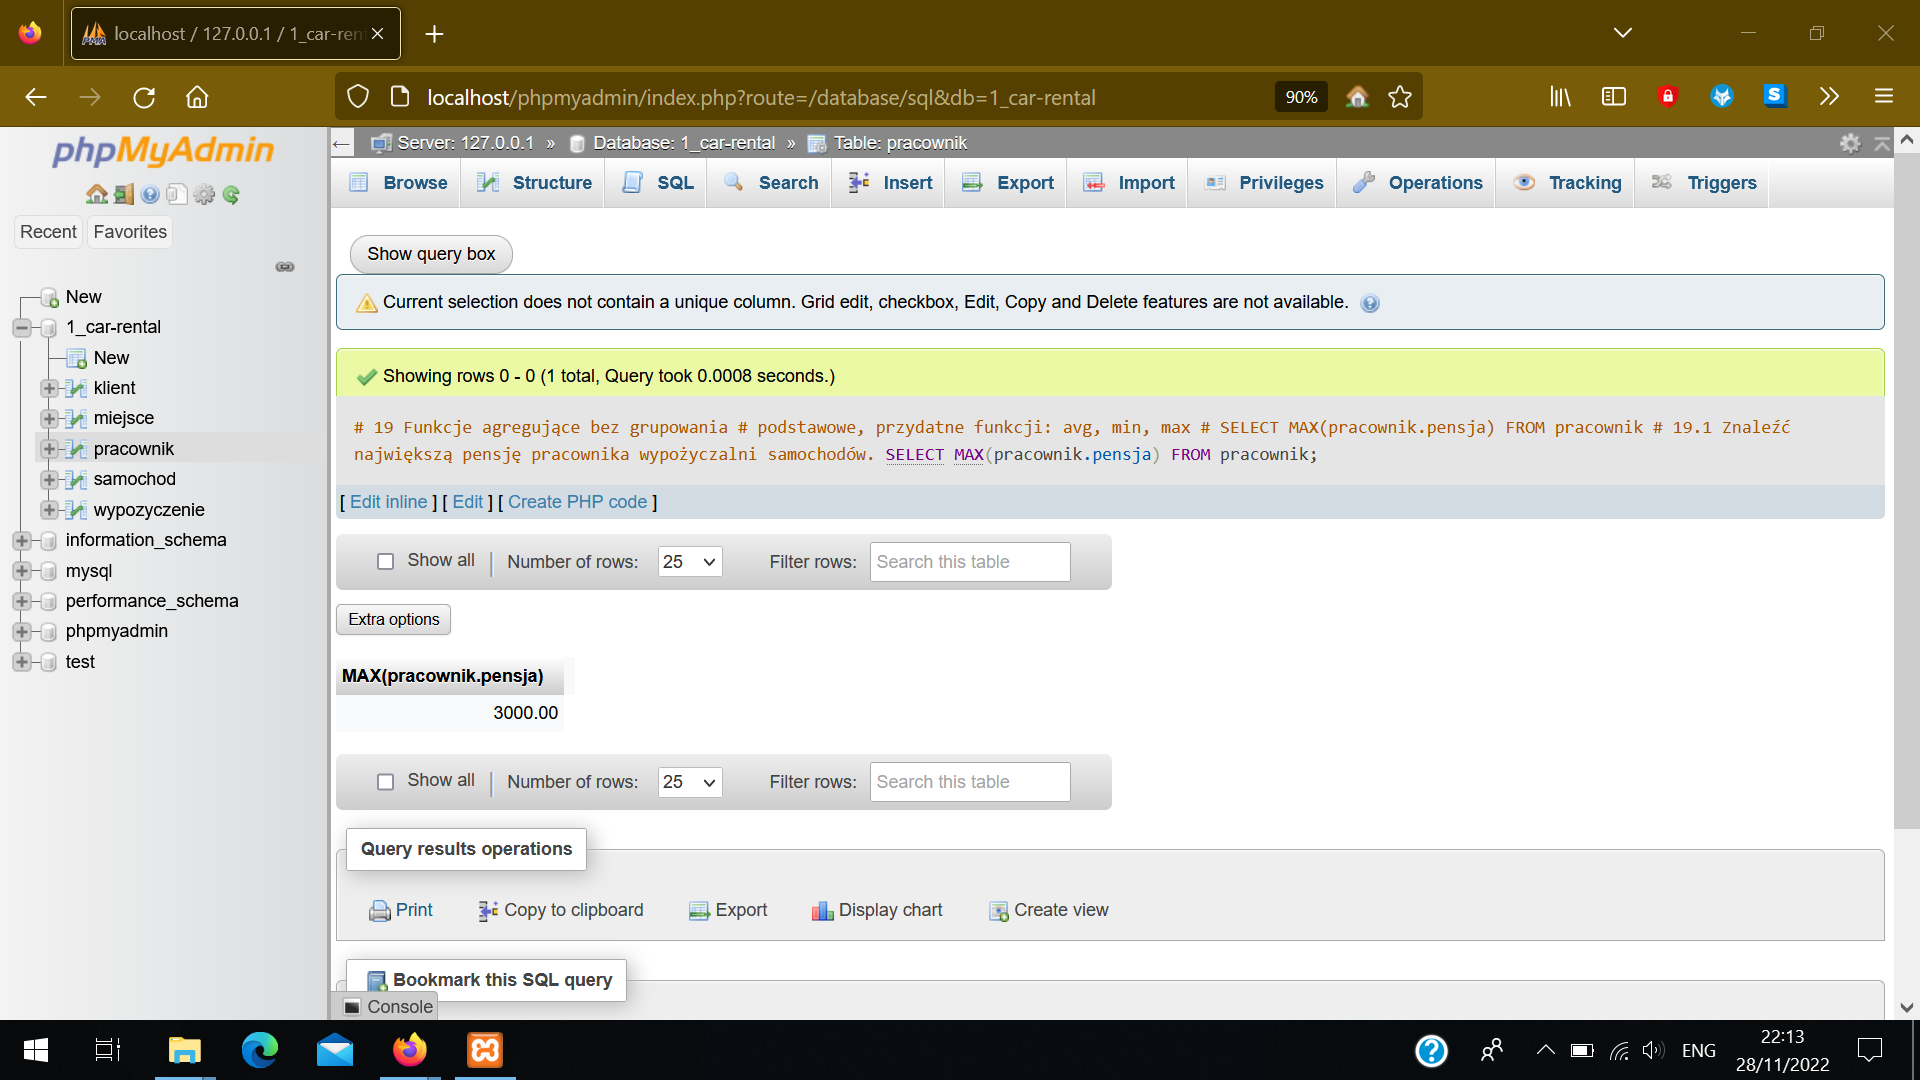 localhost / 127.0.0.1 / 1_car-ren
localhost/phpmyadmin/index.php?route=/database/sql&db=1_car-rental
90%
phpMyAdmin
Recent
Favorites
New
1_car-rental
New
klient
miejsce
pracownik
samochod
wypozyczenie
information_schema
mysql
performance_schema
phpmyadmin
test
Server: 127.0.0.1 » Database: 1_car-rental » Table: pracownik
Browse Structure SQL Search Insert Export Import Privileges Operations Tracking Triggers
Show query box
Current selection does not contain a unique column. Grid edit, checkbox, Edit, Copy and Delete features are not available.
Showing rows 0 - 0 (1 total, Query took 0.0008 seconds.)
# 19 Funkcje agregujące bez grupowania # podstawowe, przydatne funkcji: avg, min, max # SELECT MAX(pracownik.pensja) FROM pracownik # 19.1 Znaleźć
największą pensję pracownika wypożyczalni samochodów. SELECT MAX(pracownik.pensja) FROM pracownik;
[ Edit inline ] [ Edit ] [ Create PHP code ]
Show all | Number of rows: 25 Filter rows: Search this table
Extra options
MAX(pracownik.pensja)
3000.00
Show all | Number of rows: 25 Filter rows: Search this table
Query results operations
Print Copy to clipboard Export Display chart Create view
Bookmark this SQL query
Console
ENG
22:13
28/11/2022